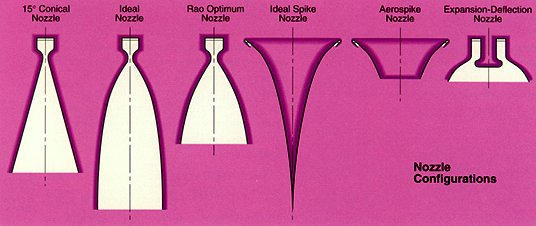 15° Conical
Nozzle
Ideal
Nozzle
Rao Optimum
Nozzle
Ideal Spike
Nozzle
Aerospike
Nozzle
Expansion-Deflection
Nozzle
Nozzle
Configurations